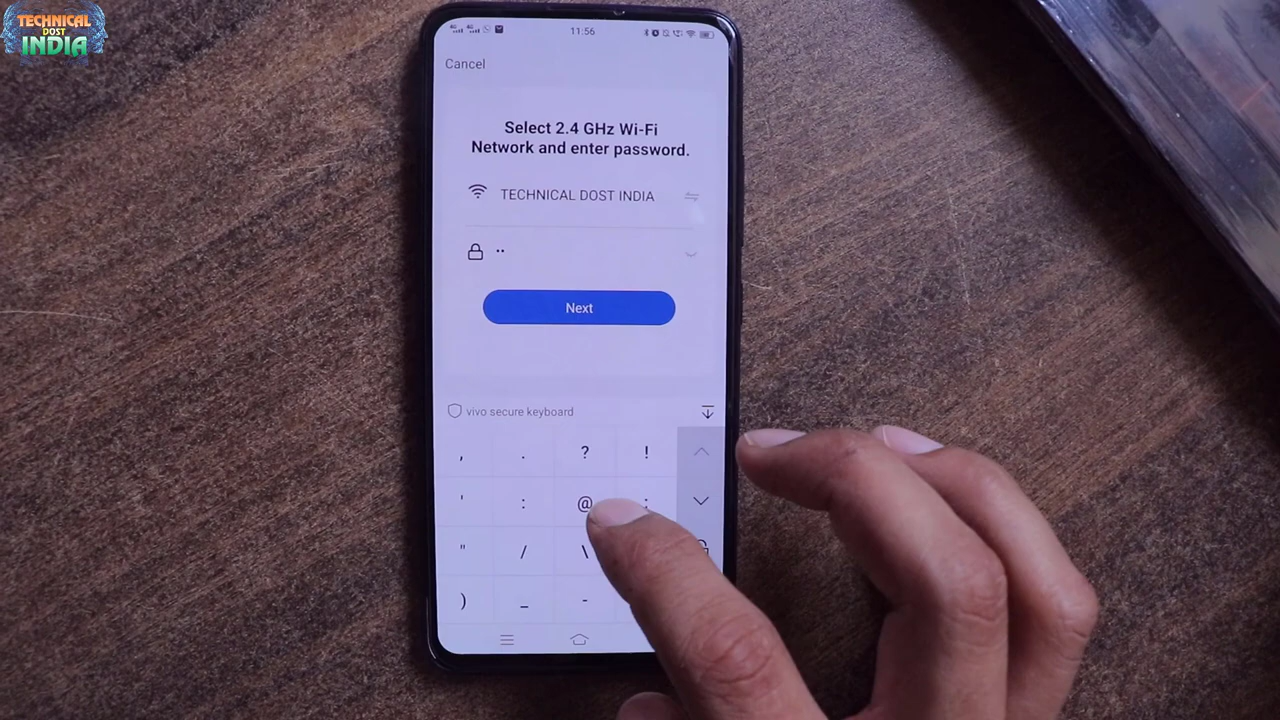 TECHNICAL
DOST
INDIA
11:56
Cancel
Select 2.4 GHz Wi-Fi
Network and enter password.
TECHNICAL DOST INDIA
••
Next
vivo secure keyboard
, . ? !
' : @ ;
" / \
) _ -